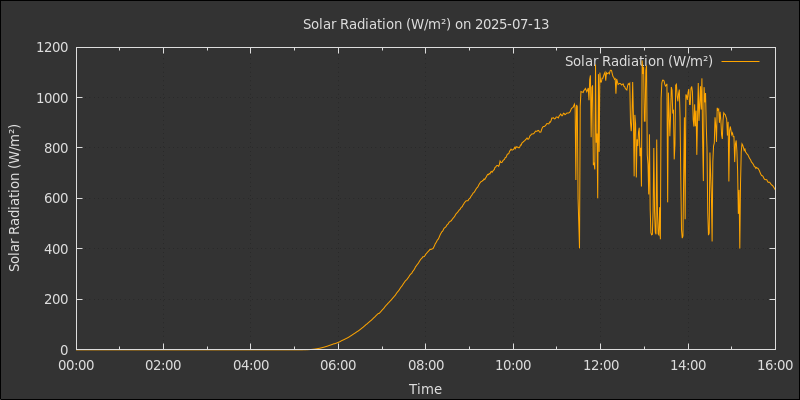 Solar Radiation (W/m²) on 2025-07-13
Solar Radiation (W/m²)
Solar Radiation (W/m²)
1200
1000
800
600
400
200
0
00:00 02:00 04:00 06:00 08:00 10:00 12:00 14:00 16:00
Time